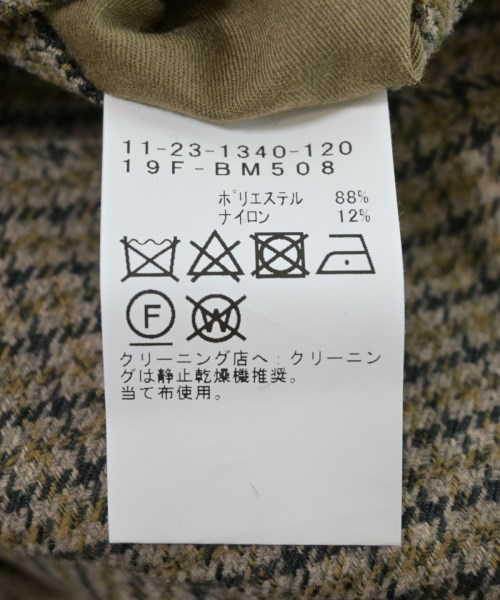 11-23-1340-120
19F-BM508
ポリエステル 88%
ナイロン 12%
F W
クリーニング店へ:クリーニン
グは静止乾燥機推奨。
当て布使用。